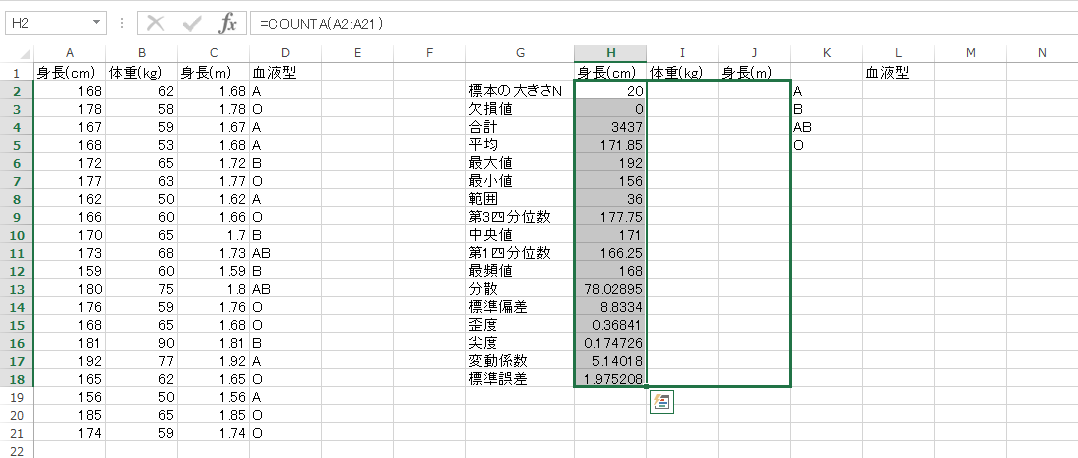 H2 fx =COUNTA(A2:A21)
A B C D E F G H I J K L M N
1 身長(cm) 体重(kg) 身長(m) 血液型 身長(cm) 体重(kg) 身長(m) 血液型
2 168 62 1.68 A 標本の大きさN 20 A
3 178 58 1.78 O 欠損値 0 B
4 167 59 1.67 A 合計 3437 AB
5 168 53 1.68 A 平均 171.85 O
6 172 65 1.72 B 最大値 192
7 177 63 1.77 O 最小値 156
8 162 50 1.62 A 範囲 36
9 166 60 1.66 O 第3四分位数 177.75
10 170 65 1.7 B 中央値 171
11 173 68 1.73 AB 第1四分位数 166.25
12 159 60 1.59 B 最頻値 168
13 180 75 1.8 AB 分散 78.02895
14 176 59 1.76 O 標準偏差 8.8334
15 168 65 1.68 O 歪度 0.36841
16 181 90 1.81 B 尖度 0.174726
17 192 77 1.92 A 変動係数 5.14018
18 165 62 1.65 O 標準誤差 1.975208
19 156 50 1.56 A
20 185 65 1.85 O
21 174 59 1.74 O
22